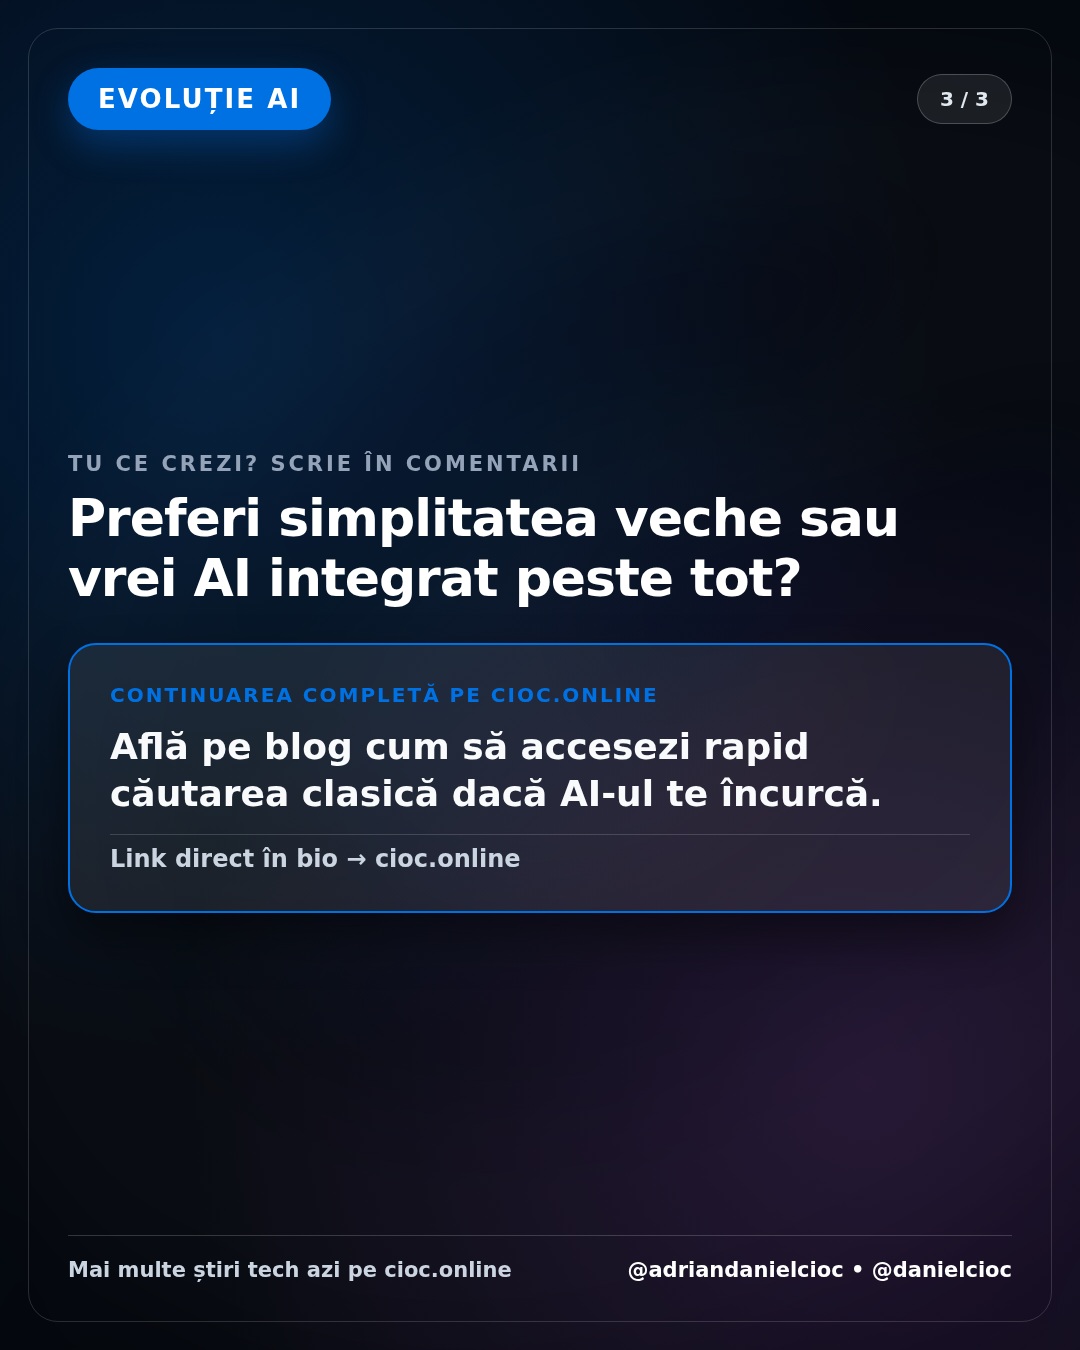 EVOLUȚIE AI
3 / 3
TU CE CREZI? SCRIE ÎN COMENTARII
Preferi simplitatea veche sau
vrei AI integrat peste tot?
CONTINUAREA COMPLETĂ PE CIOC.ONLINE
Află pe blog cum să accesezi rapid
căutarea clasică dacă AI-ul te încurcă.
Link direct în bio → cioc.online
Mai multe știri tech azi pe cioc.online
@adriandanielcioc • @danielcioc